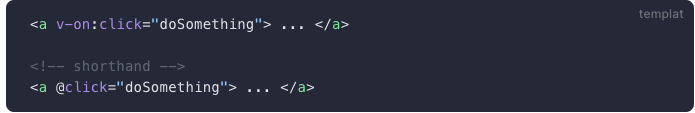 templat
<a v-on:click="doSomething"> ... </a>
<!-- shorthand -->
<a @click="doSomething"> ... </a>